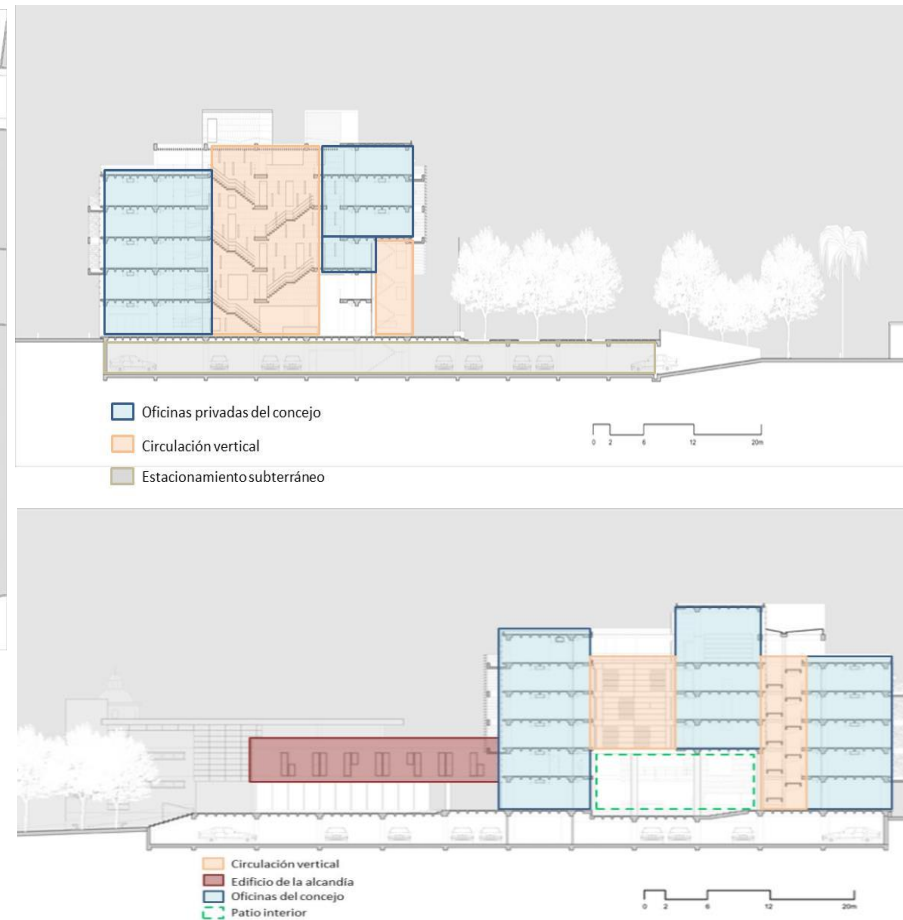 Oficinas privadas del concejo
Circulación vertical
Estacionamiento subterráneo
0 2 6 12 20m
Circulación vertical
Edificio de la alcandía
Oficinas del concejo
Patio interior
0 2 6 12 20m